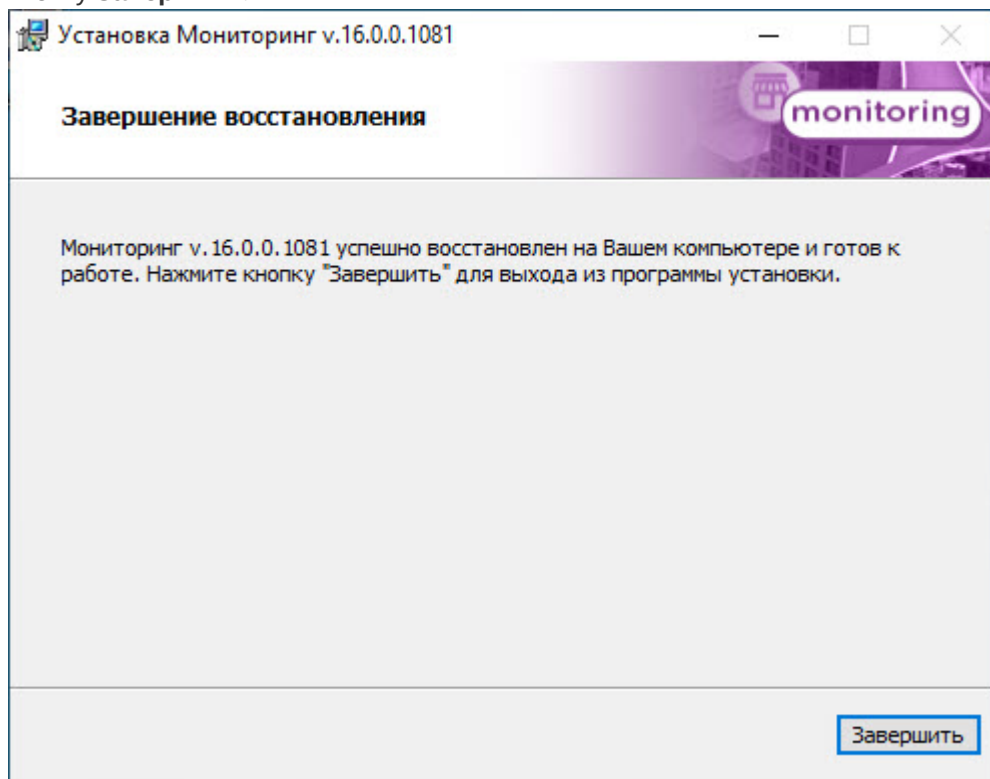 Установка Мониторинг v.16.0.0.1081
Завершение восстановления
monitoring
Мониторинг v.16.0.0.1081 успешно восстановлен на Вашем компьютере и готов к
работе. Нажмите кнопку "Завершить" для выхода из программы установки.
Завершить